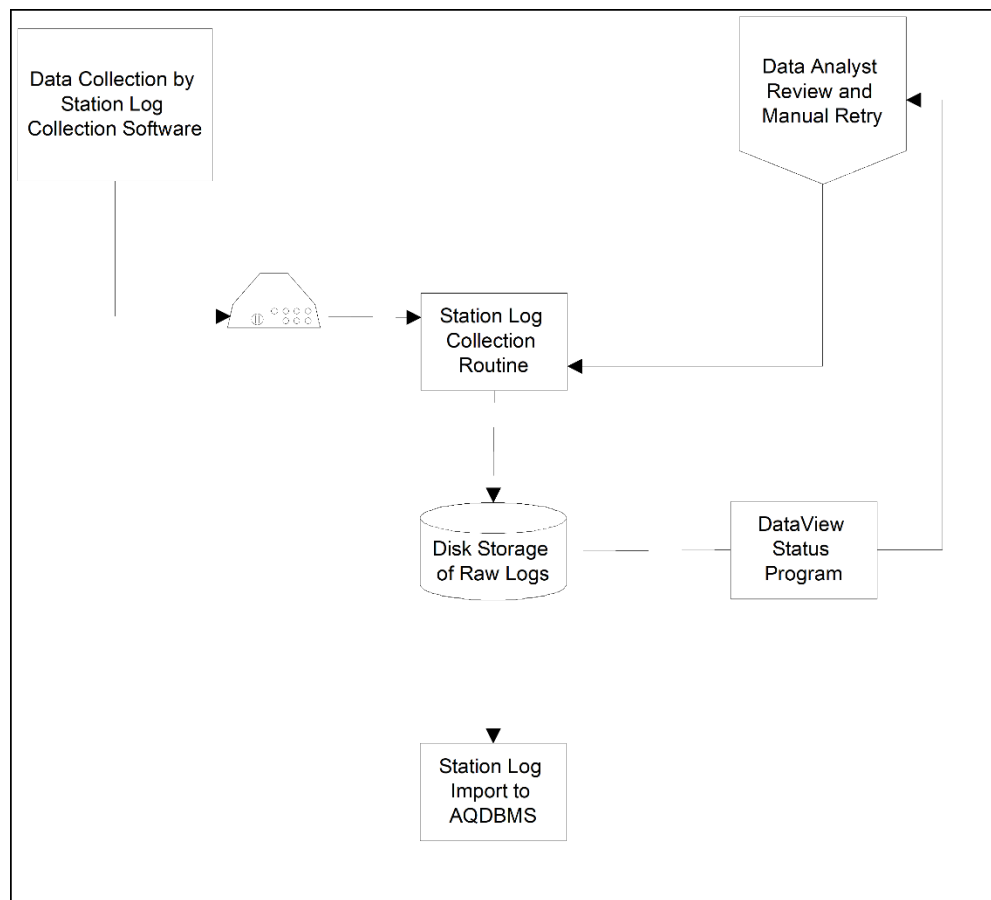 Data Collection by
Station Log
Collection Software
Data Analyst
Review and
Manual Retry
Station Log
Collection
Routine
Disk Storage
of Raw Logs
DataView
Status
Program
Station Log
Import to
AQDBMS